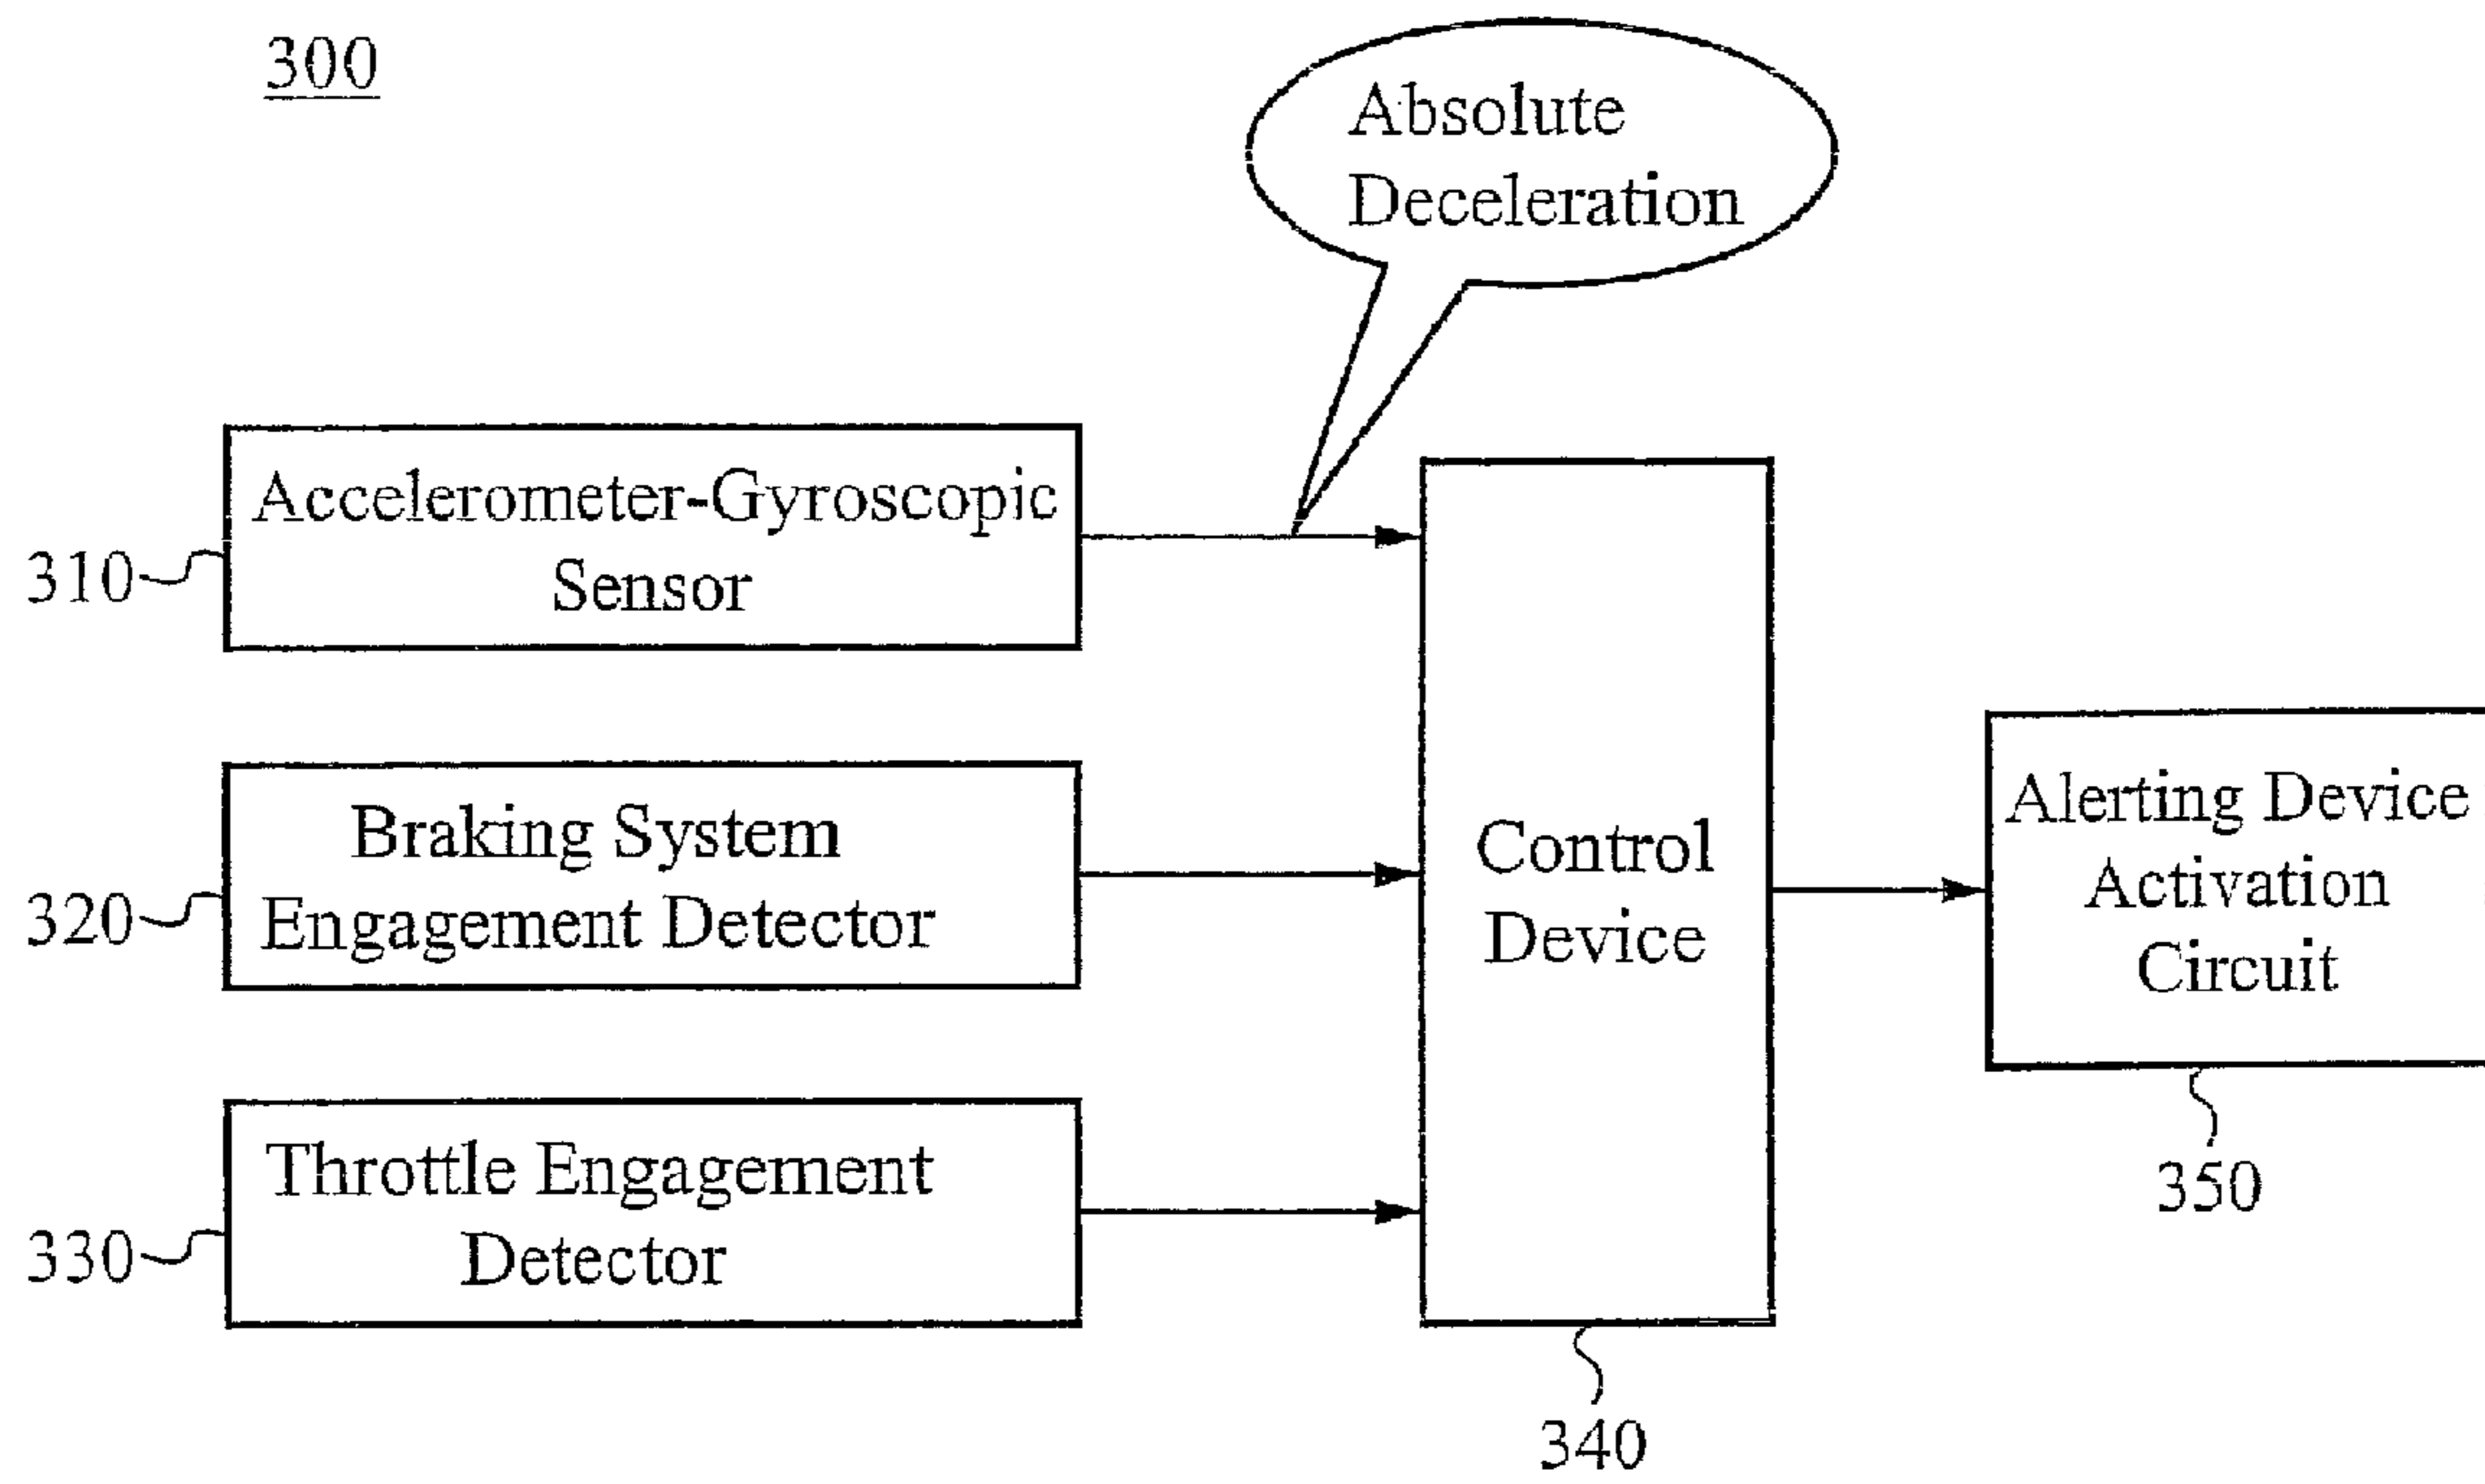 300
Absolute
Deceleration
Accelerometer-Gyroscopic
Sensor
310
Braking System
Engagement Detector
320
Throttle Engagement
Detector
330
Control
Device
340
Alerting Device
Activation
Circuit
350